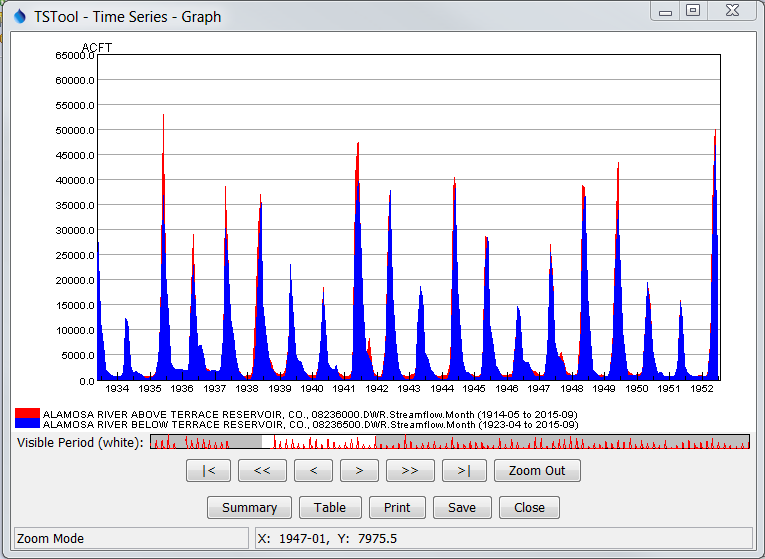 TSTool - Time Series - Graph
ACFT
65000.0
60000.0
55000.0
50000.0
45000.0
40000.0
35000.0
30000.0
25000.0
20000.0
15000.0
10000.0
5000.0
0.0
1934 1935 1936 1937 1938 1939 1940 1941 1942 1943 1944 1945 1946 1947 1948 1949 1950 1951 1952
ALAMOSA RIVER ABOVE TERRACE RESERVOIR, CO., 08236000.DWR.Streamflow.Month (1914-05 to 2015-09)
ALAMOSA RIVER BELOW TERRACE RESERVOIR, CO., 08236500.DWR.Streamflow.Month (1923-04 to 2015-09)
Visible Period (white):
|< << < > >> >| Zoom Out
Summary Table Print Save Close
Zoom Mode X: 1947-01, Y: 7975.5